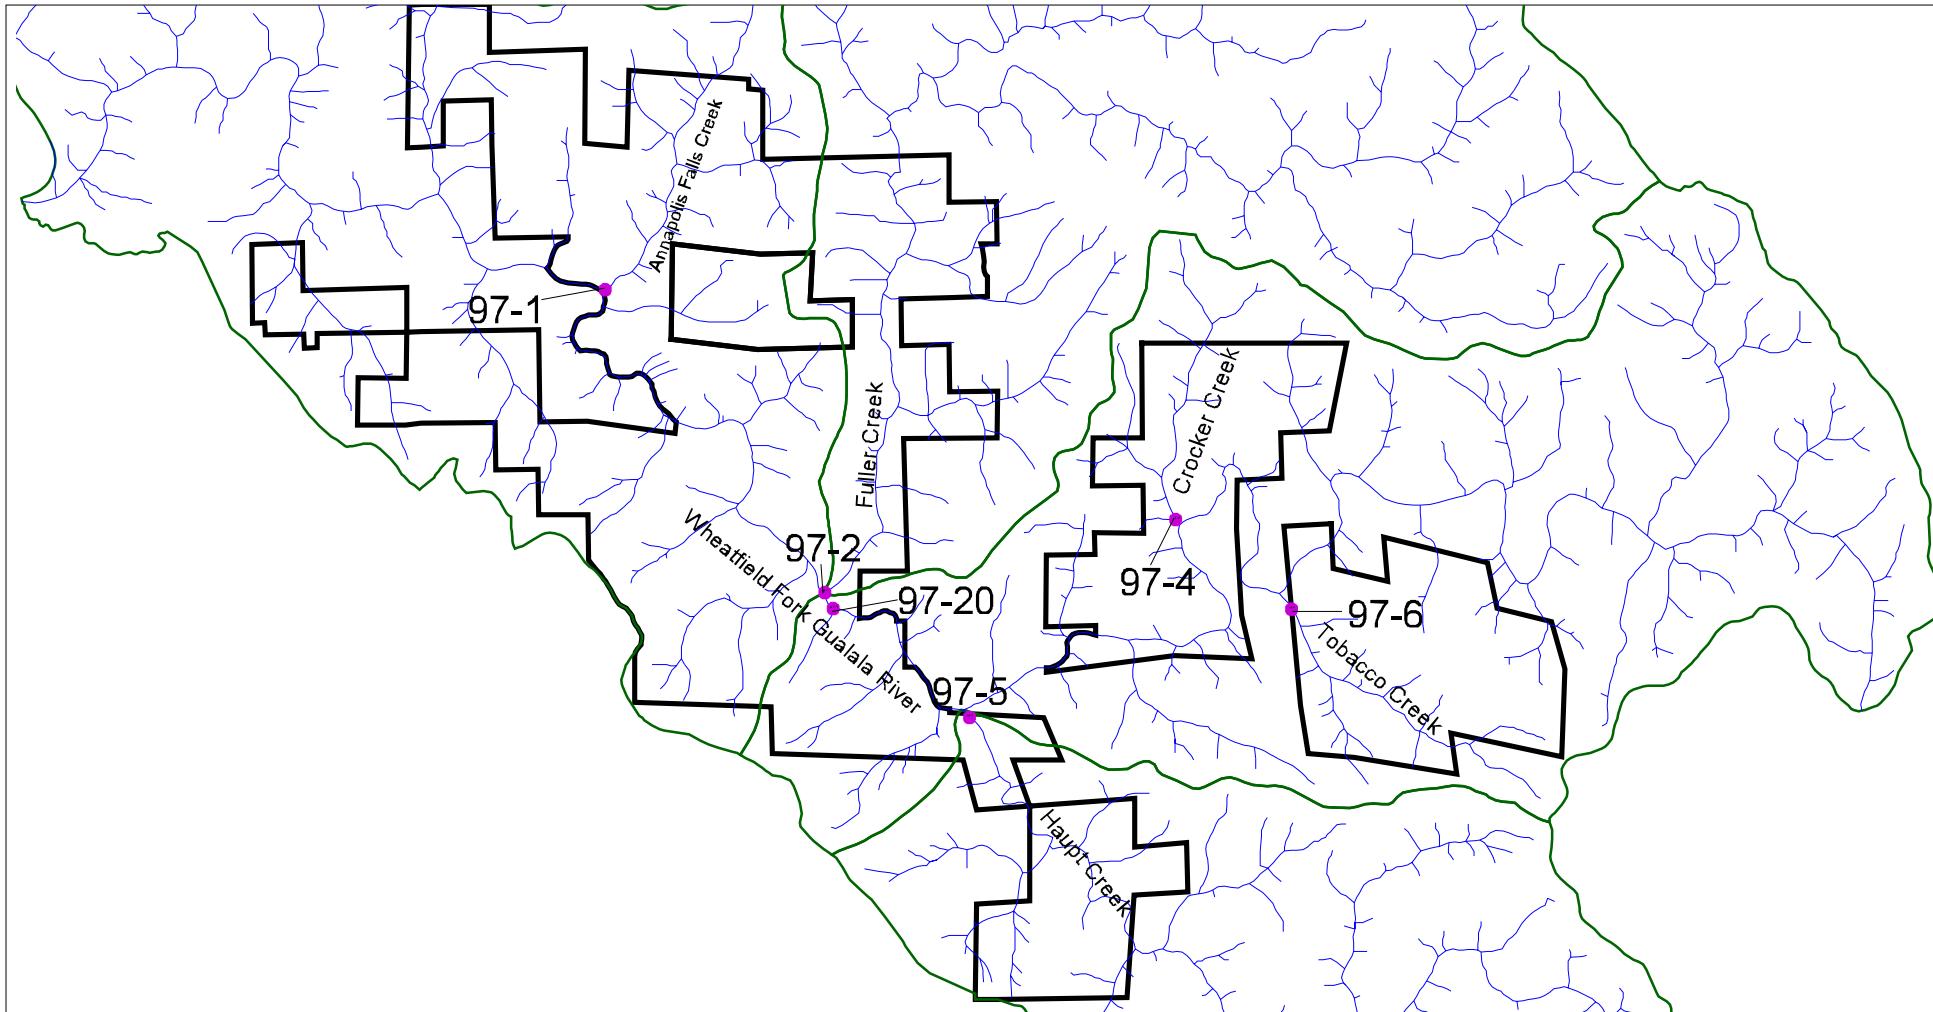 Annapolis Falls Creek
97-1
Fuller Creek
Crocker Creek
Wheatfield Fork Gualala River
97-2
97-20
97-4
97-6
Tobacco Creek
97-5
Haupt Creek